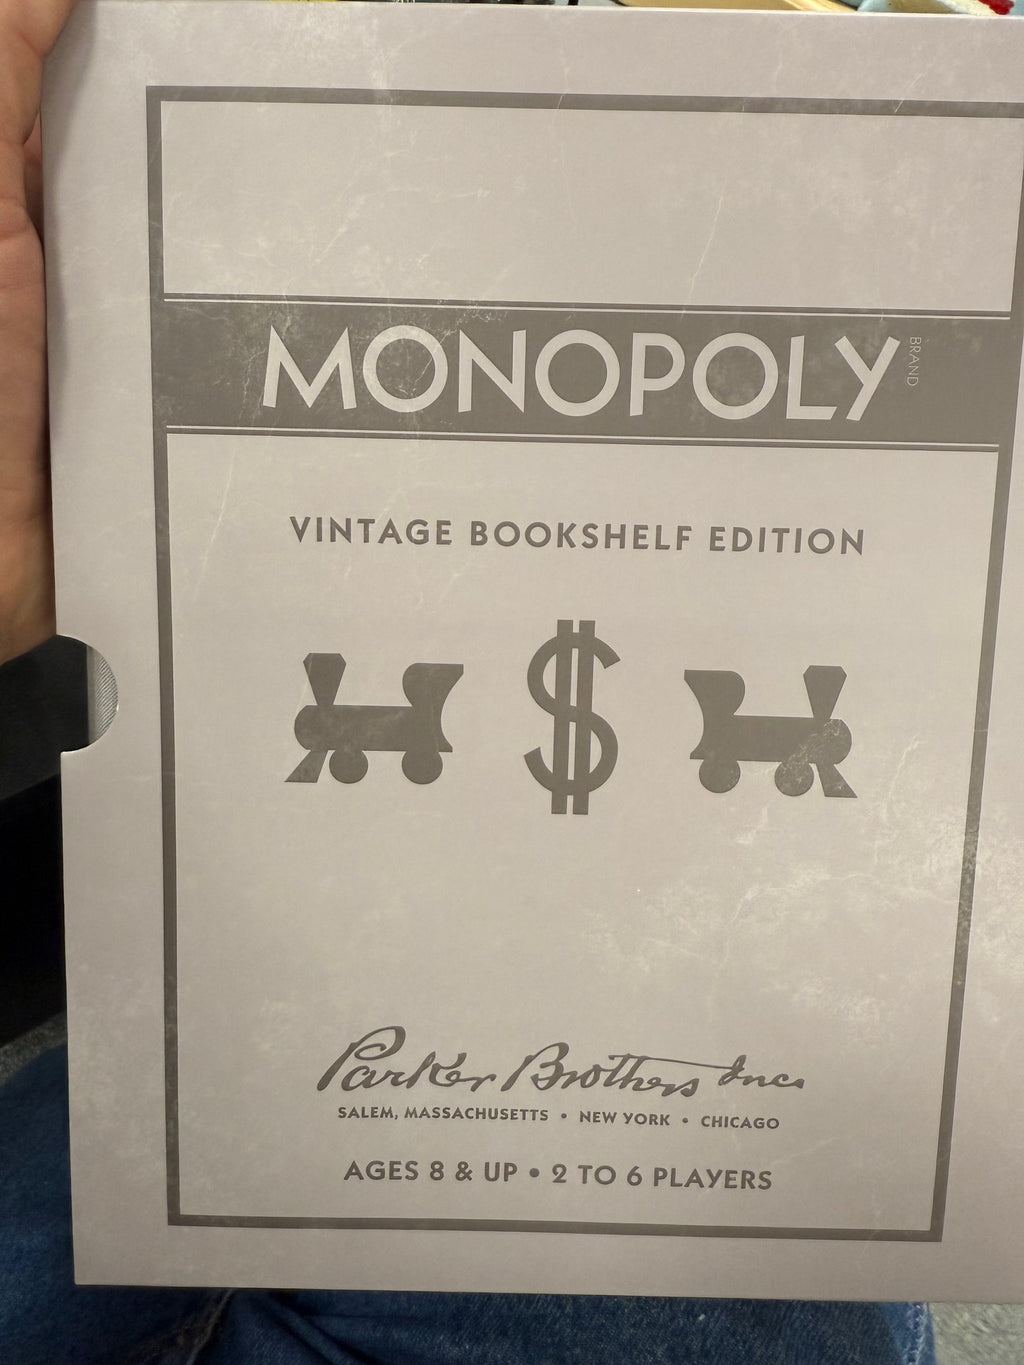 MONOPOLY BRAND
VINTAGE BOOKSHELF EDITION
$
Parker Brothers Inc.
SALEM, MASSACHUSETTS • NEW YORK • CHICAGO
AGES 8 & UP • 2 TO 6 PLAYERS